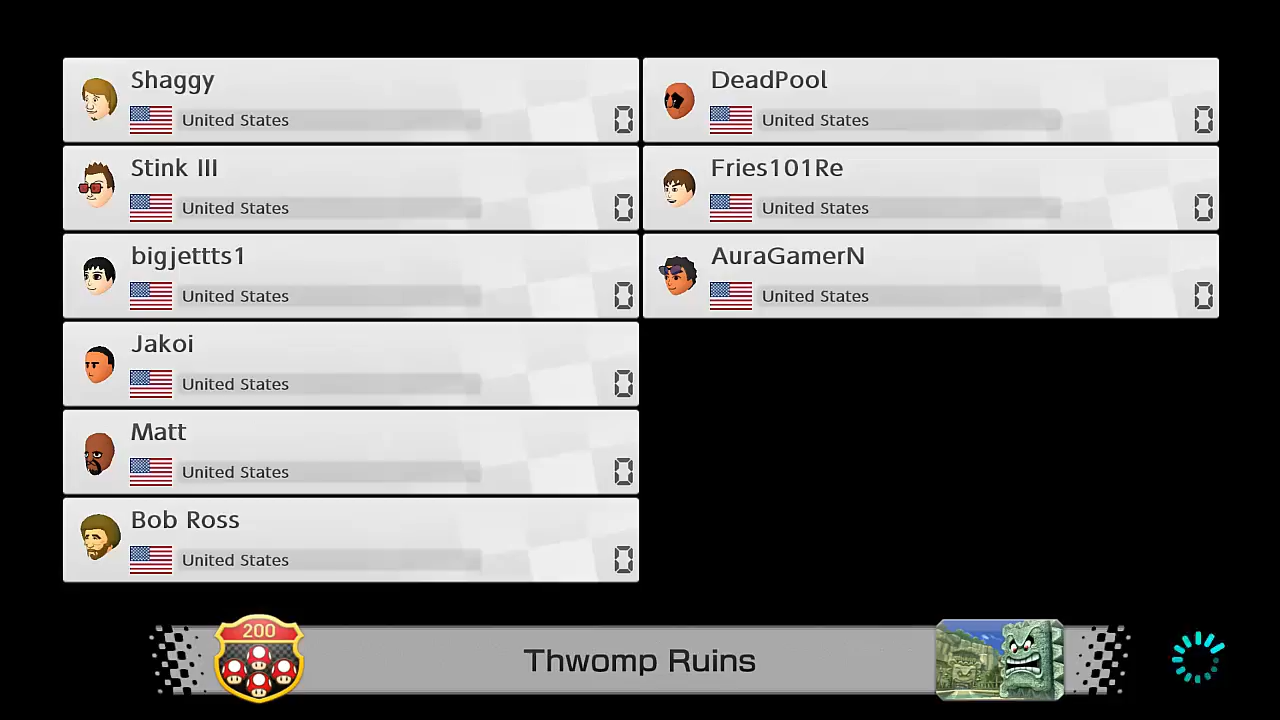 Shaggy
United States
0
Stink III
United States
0
bigjettts1
United States
0
Jakoi
United States
0
Matt
United States
0
Bob Ross
United States
0
DeadPool
United States
0
Fries101Re
United States
0
AuraGamerN
United States
0
200
Thwomp Ruins